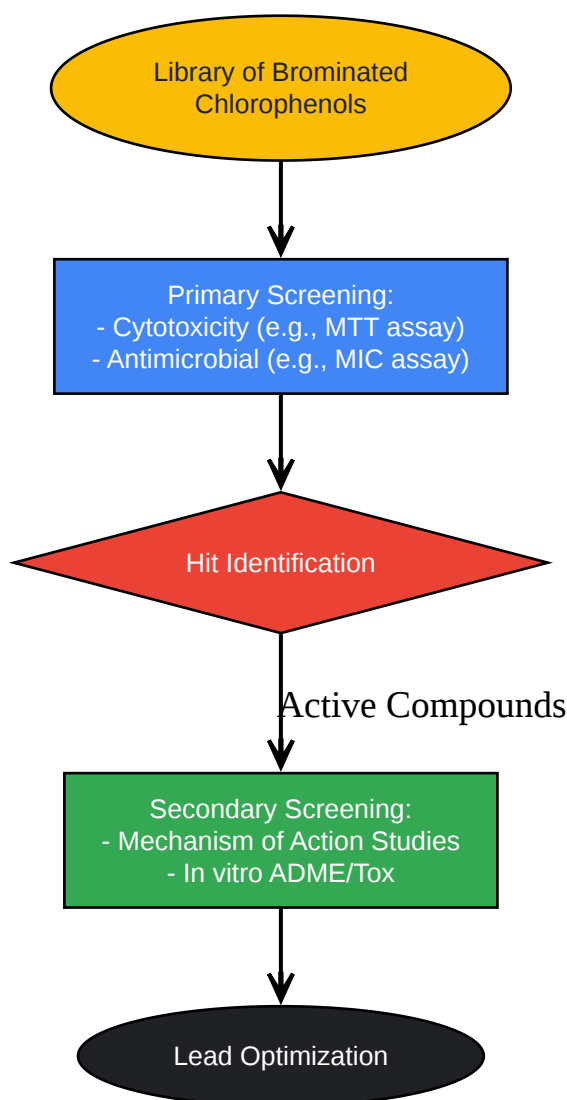 Library of Brominated
Chlorophenols
Primary Screening:
- Cytotoxicity (e.g., MTT assay)
- Antimicrobial (e.g., MIC assay)
Hit Identification
Active Compounds
Secondary Screening:
- Mechanism of Action Studies
- In vitro ADME/Tox
Lead Optimization